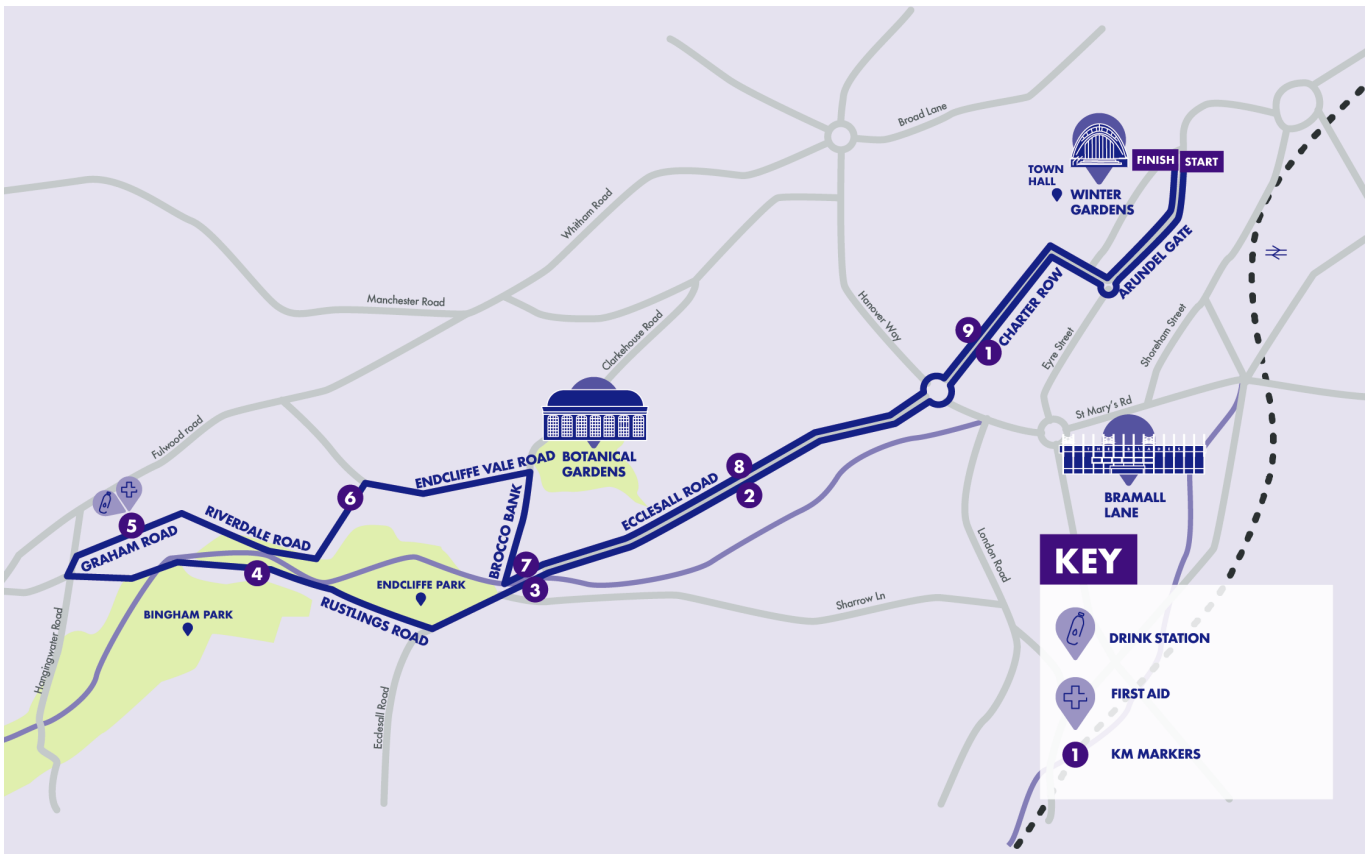 Broad Lane
FINISH
START
TOWN
HALL
WINTER
GARDENS
Whitham Road
ARUNDEL GATE
Manchester Road
Hanover Way
CHARTER ROW
9
1
Eyre Street
Shoreham Street
Clarkehouse Road
St Mary's Rd
Fulwood road
BOTANICAL
GARDENS
BRAMALL
LANE
ENDCLIFFE VALE ROAD
8
2
ECCLESALL ROAD
6
5
RIVERDALE ROAD
GRAHAM ROAD
BROCCO BANK
7
3
4
ENDCLIFFE PARK
RUSTLINGS ROAD
BINGHAM PARK
Sharrow Ln
London Road
Hangingwater Road
Ecclesall Road
KEY
DRINK STATION
FIRST AID
1
KM MARKERS